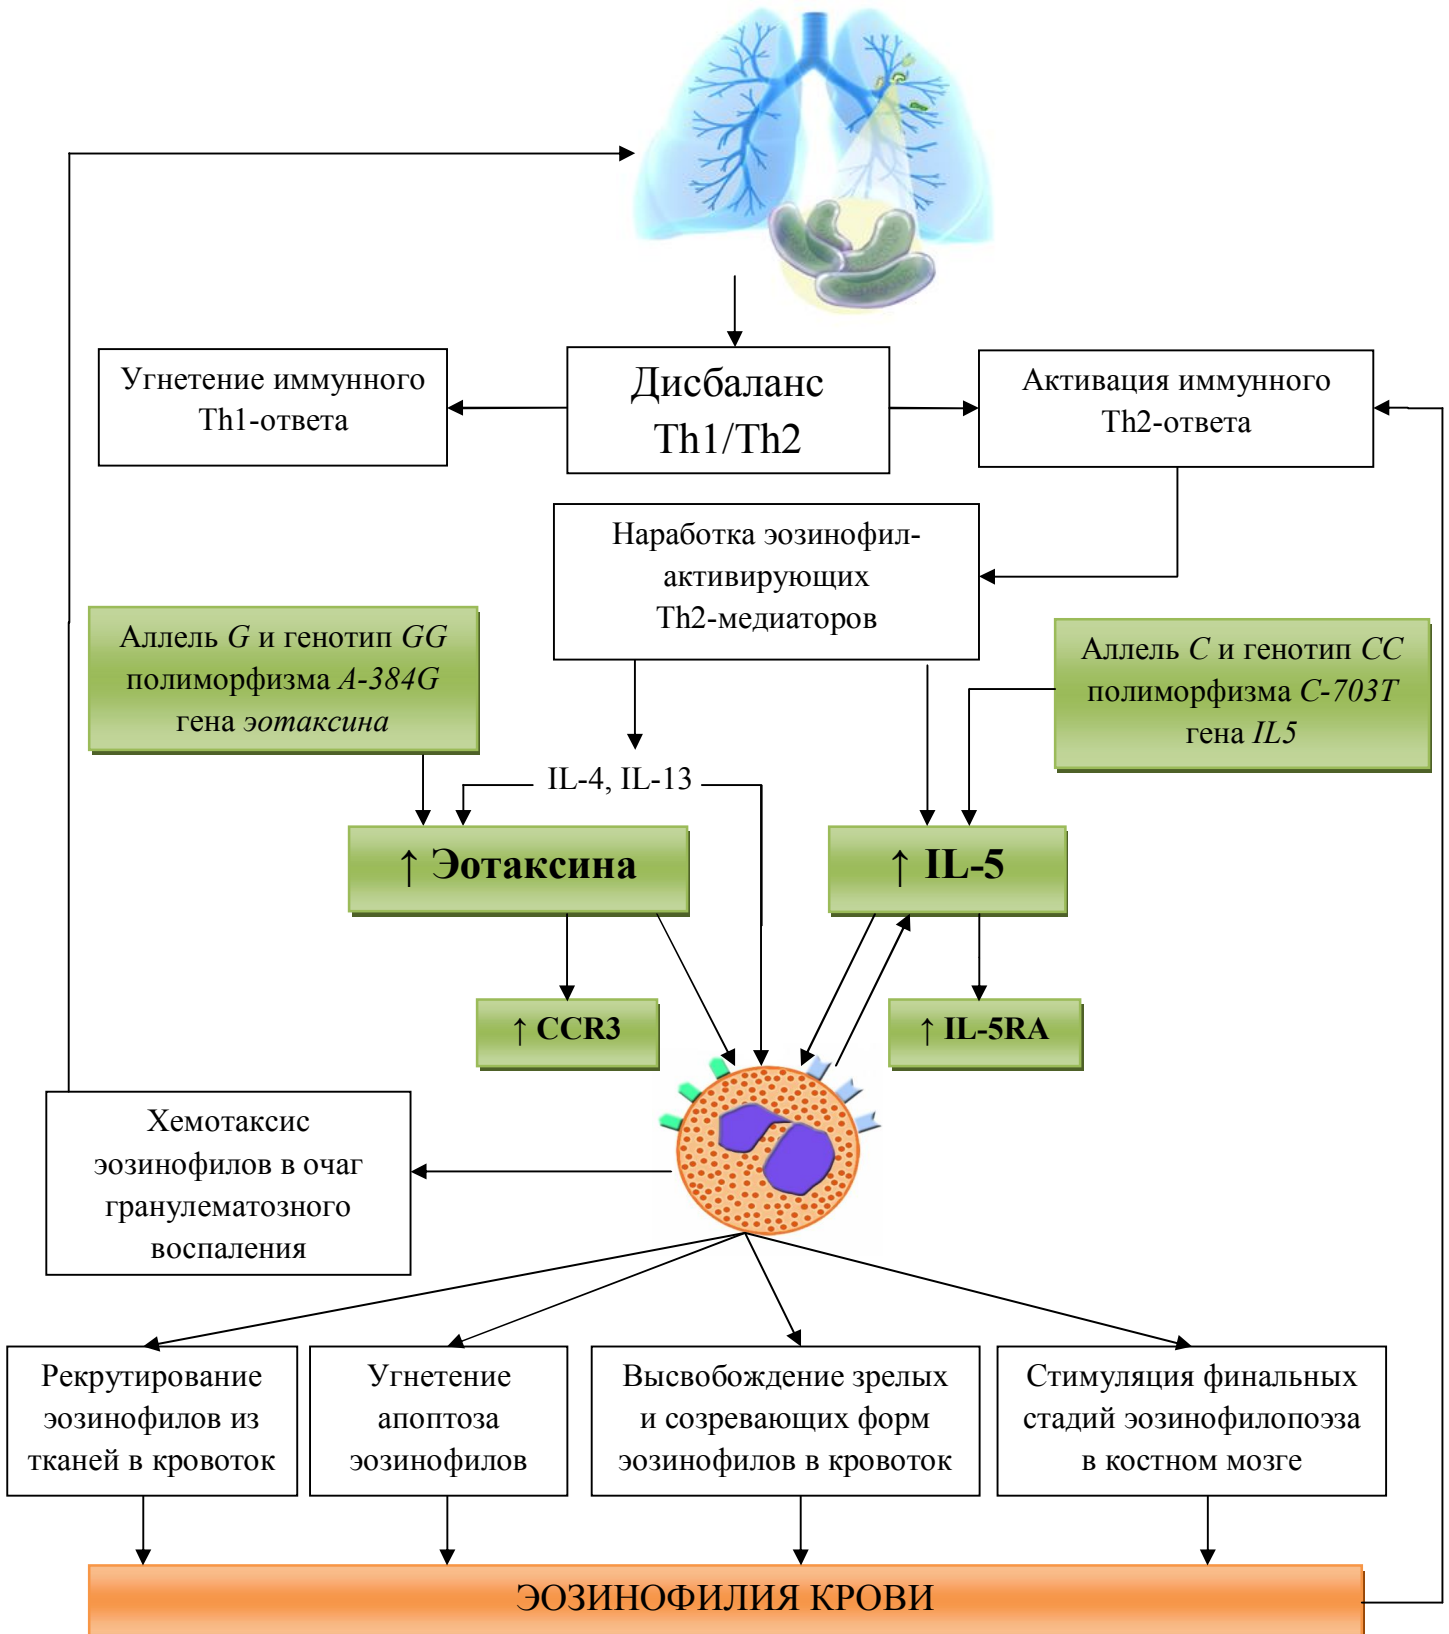 Угнетение иммунного
Th1-ответа
Дисбаланс
Th1/Th2
Активация иммунного
Th2-ответа
Наработка эозинофил-
активирующих
Th2-медиаторов
Аллель G и генотип GG
полиморфизма A-384G
гена эотаксина
Аллель C и генотип CC
полиморфизма C-703T
гена IL5
IL-4, IL-13
↑ Эотаксина
↑ IL-5
↑ CCR3
↑ IL-5RA
Хемотаксис
эозинофилов в очаг
гранулематозного
воспаления
Рекрутирование
эозинофилов из
тканей в кровоток
Угнетение
апоптоза
эозинофилов
Высвобождение зрелых
и созревающих форм
эозинофилов в кровоток
Стимуляция финальных
стадий эозинофилопоэза
в костном мозге
ЭОЗИНОФИЛИЯ КРОВИ